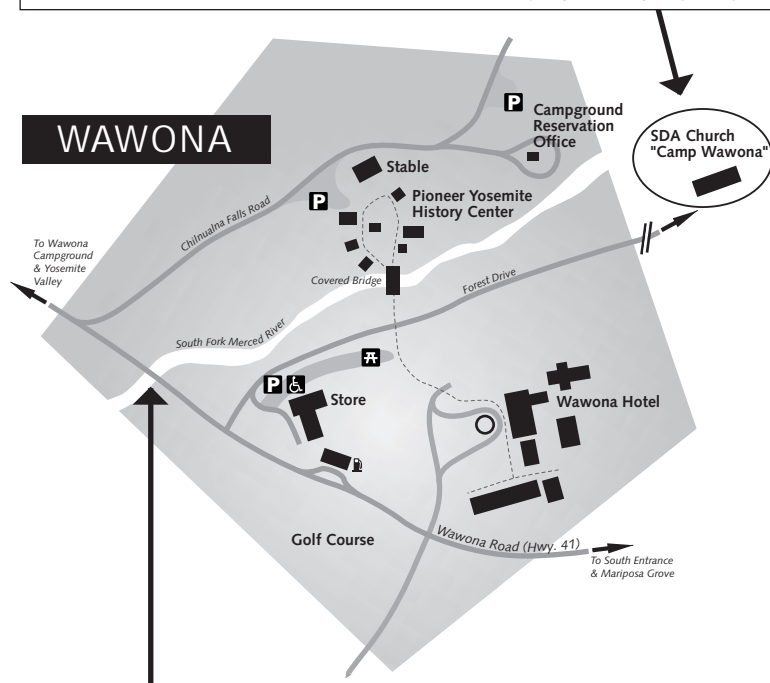 WAWONA
P
Campground
Reservation
Office
SDA Church
"Camp Wawona"
Stable
P
Pioneer Yosemite
History Center
Chilnualna Falls Road
To Wawona
Campground
& Yosemite
Valley
Covered Bridge
Forest Drive
South Fork Merced River
P
Store
Wawona Hotel
Golf Course
Wawona Road (Hwy. 41)
To South Entrance
& Mariposa Grove